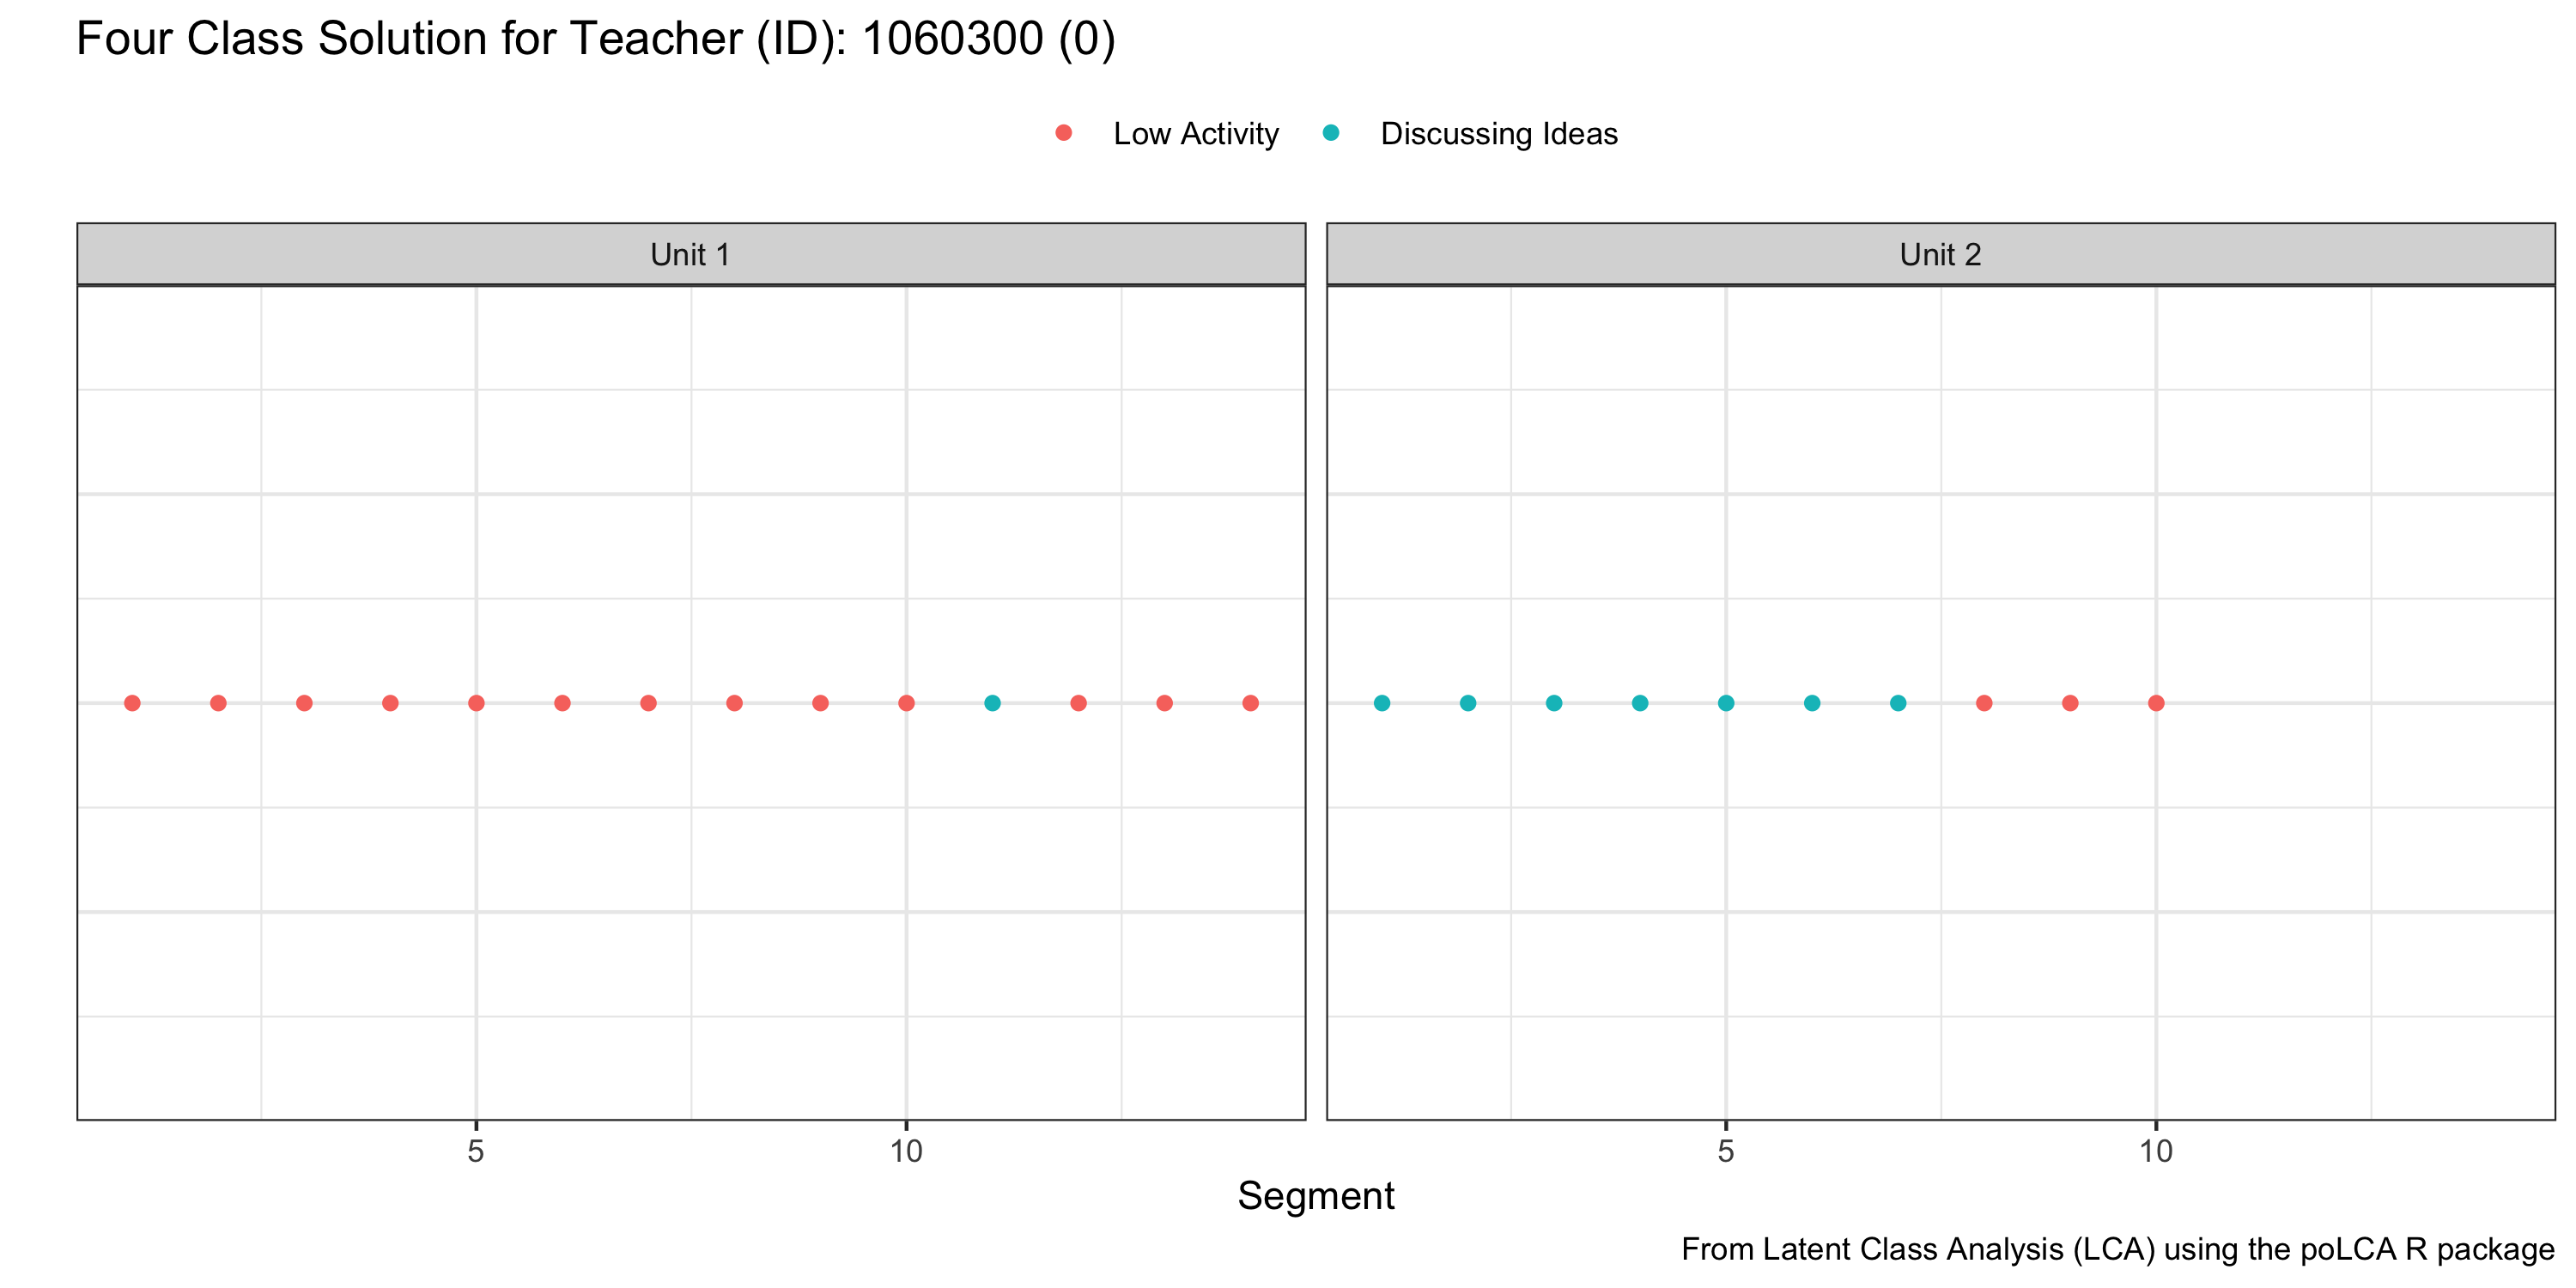 Four Class Solution for Teacher (ID): 1060300 (0)
Low Activity Discussing Ideas
Unit 1 Unit 2
5 10 5 10
Segment
From Latent Class Analysis (LCA) using the poLCA R package